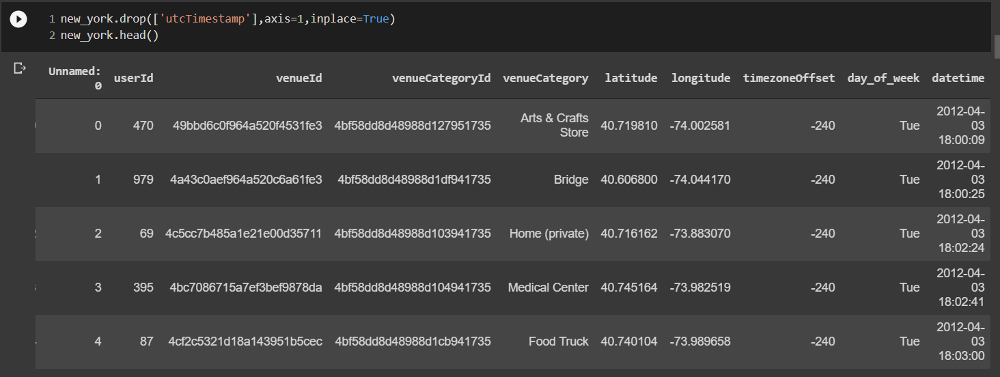 1 new_york.drop(['utcTimestamp'],axis=1,inplace=True)
2 new_york.head()
Unnamed: 0 userId venueId venueCategoryId venueCategory latitude longitude timezoneOffset day_of_week datetime
0 470 49bbd6c0f964a520f4531fe3 4bf58dd8d48988d127951735 Arts & Crafts Store 40.719810 -74.002581 -240 Tue 2012-04-03 18:00:09
1 979 4a43c0aef964a520c6a61fe3 4bf58dd8d48988d1df941735 Bridge 40.606800 -74.044170 -240 Tue 2012-04-03 18:00:25
2 69 4c5cc7b485a1e21e00d35711 4bf58dd8d48988d103941735 Home (private) 40.716162 -73.883070 -240 Tue 2012-04-03 18:02:24
3 395 4bc7086715a7ef3bef9878da 4bf58dd8d48988d104941735 Medical Center 40.745164 -73.982519 -240 Tue 2012-04-03 18:02:41
4 87 4cf2c5321d18a143951b5cec 4bf58dd8d48988d1cb941735 Food Truck 40.740104 -73.989658 -240 Tue 2012-04-03 18:03:00